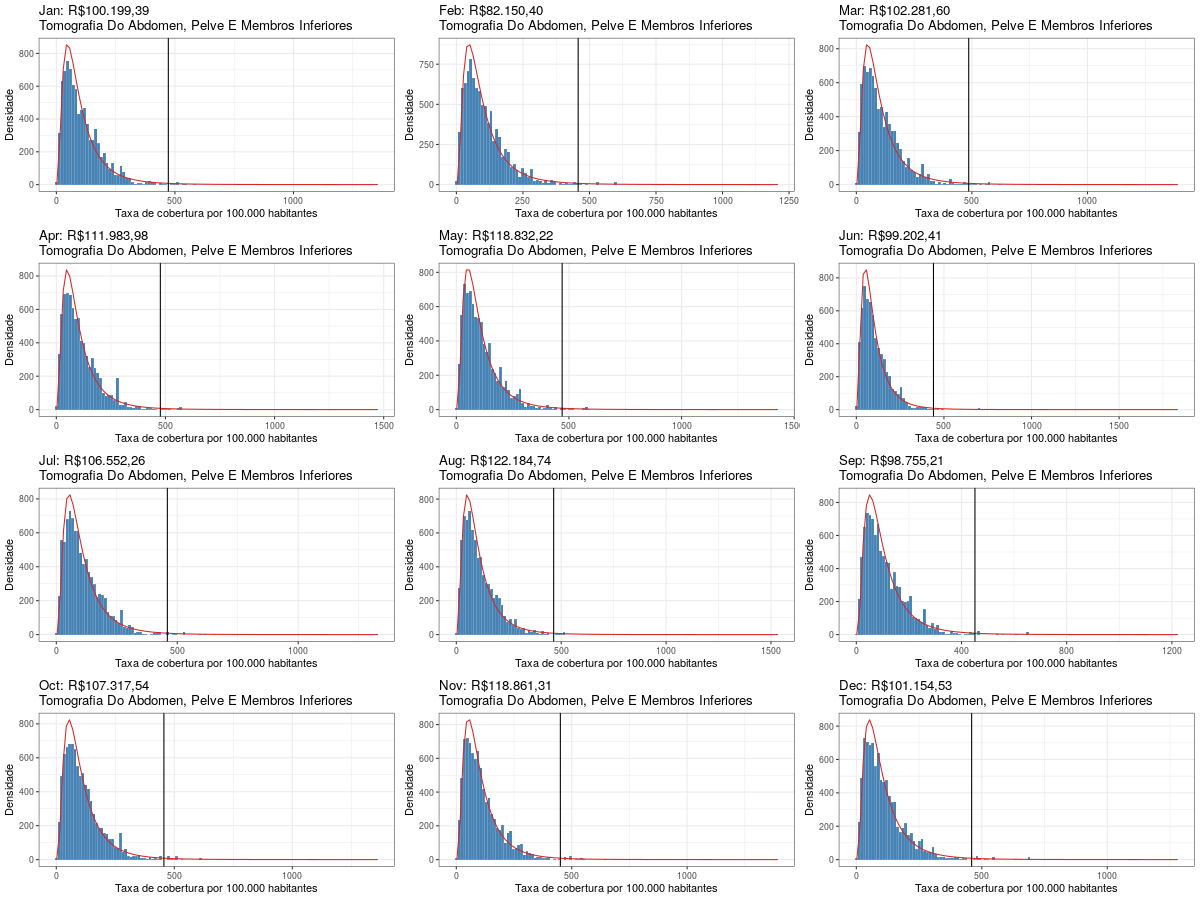 Jan: R$100.199,39
Tomografia Do Abdomen, Pelve E Membros Inferiores
Densidade
800
600
400
200
0
0
500
1000
Taxa de cobertura por 100.000 habitantes
Feb: R$82.150,40
Tomografia Do Abdomen, Pelve E Membros Inferiores
Densidade
750
500
250
0
0
250
500
750
1000
1250
Taxa de cobertura por 100.000 habitantes
Mar: R$102.281,60
Tomografia Do Abdomen, Pelve E Membros Inferiores
Densidade
800
600
400
200
0
0
500
1000
Taxa de cobertura por 100.000 habitantes
Apr: R$111.983,98
Tomografia Do Abdomen, Pelve E Membros Inferiores
Densidade
800
600
400
200
0
0
500
1000
1500
Taxa de cobertura por 100.000 habitantes
May: R$118.832,22
Tomografia Do Abdomen, Pelve E Membros Inferiores
Densidade
800
600
400
200
0
0
500
1000
150
Taxa de cobertura por 100.000 habitantes
Jun: R$99.202,41
Tomografia Do Abdomen, Pelve E Membros Inferiores
Densidade
800
600
400
200
0
0
500
1000
1500
Taxa de cobertura por 100.000 habitantes
Jul: R$106.552,26
Tomografia Do Abdomen, Pelve E Membros Inferiores
Densidade
800
600
400
200
0
0
500
1000
Taxa de cobertura por 100.000 habitantes
Aug: R$122.184,74
Tomografia Do Abdomen, Pelve E Membros Inferiores
Densidade
800
600
400
200
0
0
500
1000
1500
Taxa de cobertura por 100.000 habitantes
Sep: R$98.755,21
Tomografia Do Abdomen, Pelve E Membros Inferiores
Densidade
800
600
400
200
0
0
400
800
1200
Taxa de cobertura por 100.000 habitantes
Oct: R$107.317,54
Tomografia Do Abdomen, Pelve E Membros Inferiores
Densidade
800
600
400
200
0
0
500
1000
Taxa de cobertura por 100.000 habitantes
Nov: R$118.861,31
Tomografia Do Abdomen, Pelve E Membros Inferiores
Densidade
800
600
400
200
0
0
500
1000
Taxa de cobertura por 100.000 habitantes
Dec: R$101.154,53
Tomografia Do Abdomen, Pelve E Membros Inferiores
Densidade
800
600
400
200
0
0
500
1000
Taxa de cobertura por 100.000 habitantes